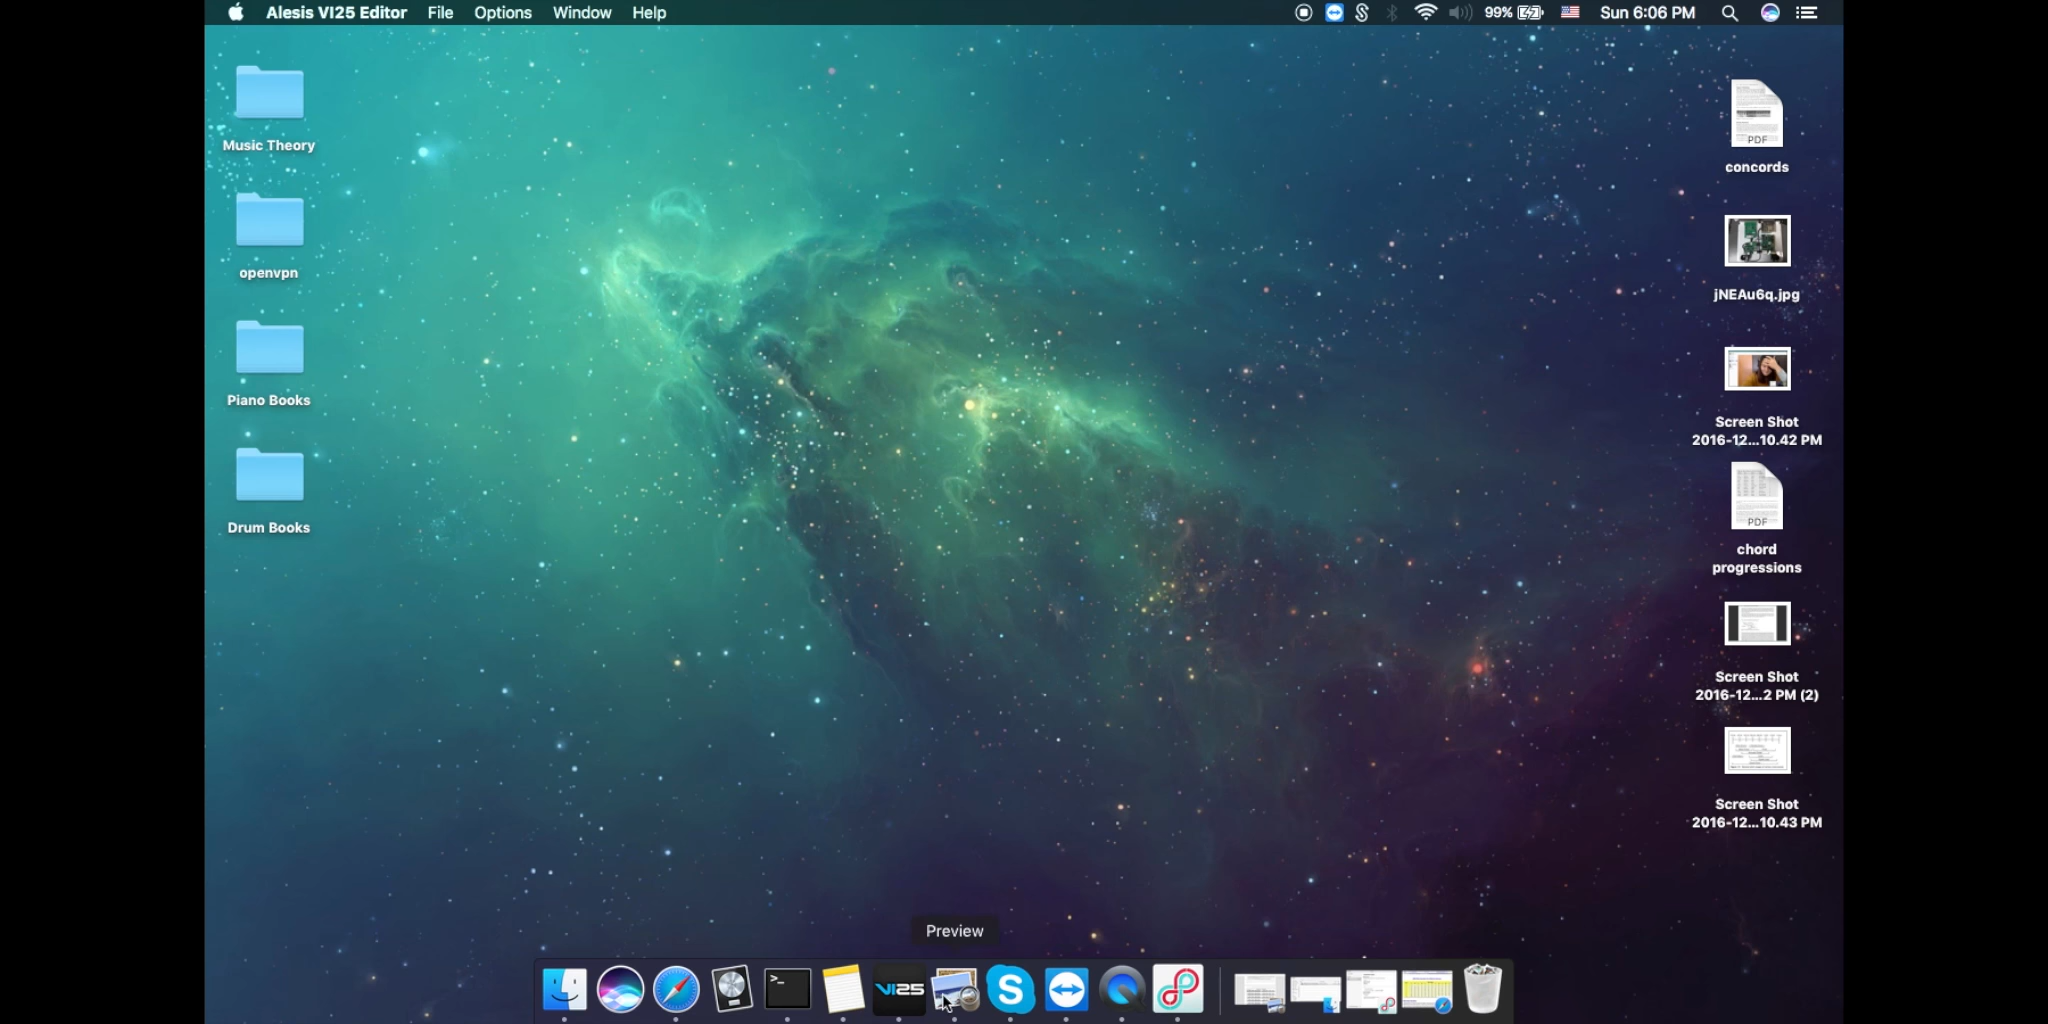 Alesis VI25 Editor File Options Window Help 99% Sun 6:06 PM
Music Theory
openvpn
Piano Books
Drum Books
PDF
concords
jNEAu6q.jpg
Screen Shot
2016-12...10.42 PM
PDF
chord
progressions
Screen Shot
2016-12...2 PM (2)
Screen Shot
2016-12...10.43 PM
Preview
>_
VI25
S